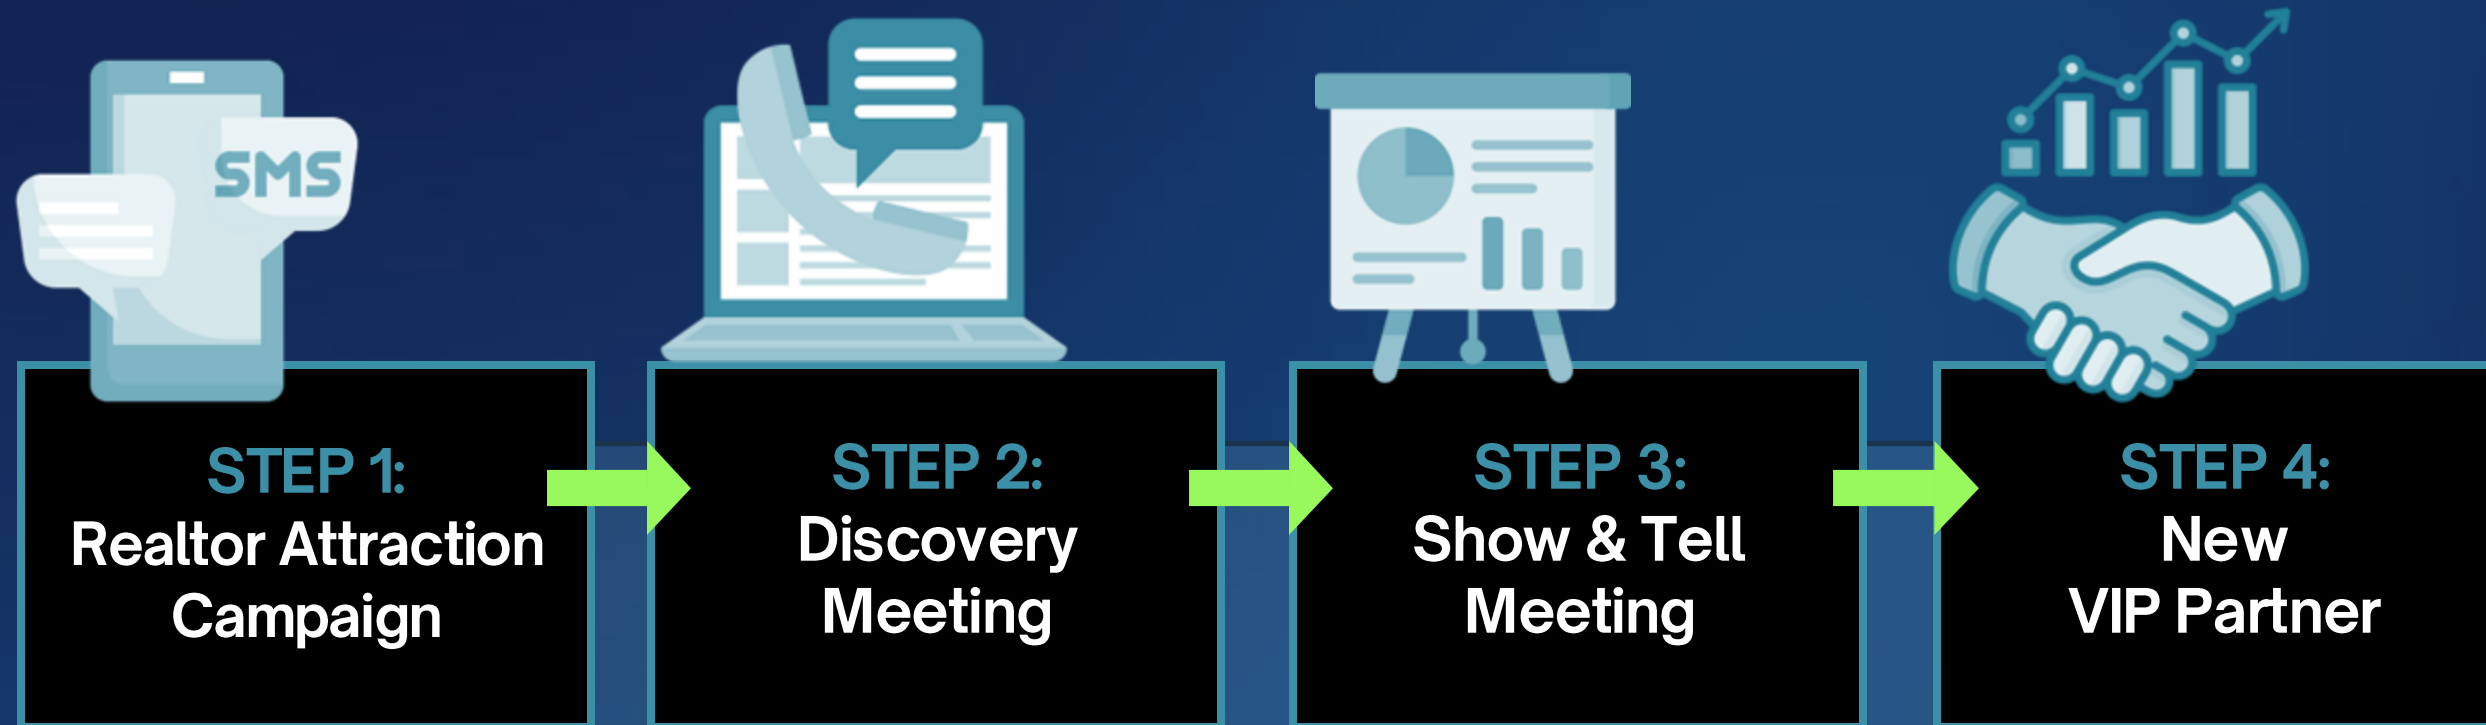 SMS
STEP 1:
Realtor Attraction
Campaign
STEP 2:
Discovery
Meeting
STEP 3:
Show & Tell
Meeting
STEP 4:
New
VIP Partner